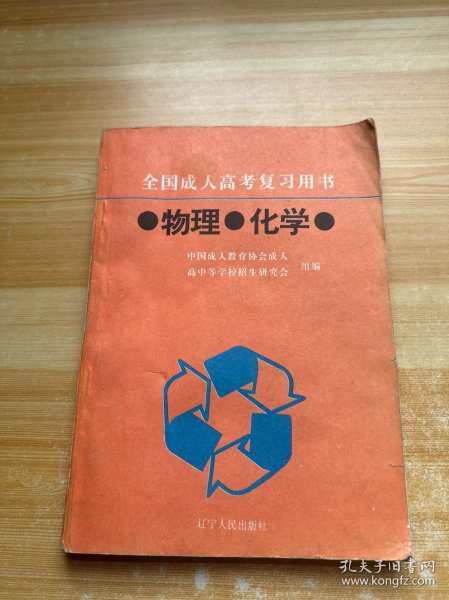 全国成人高考复习用书
●物理●化学●
中国成人教育协会成人
高中等学校招生研究会 组编
辽宁人民出版社
孔夫子旧书网
www.kongfz.com